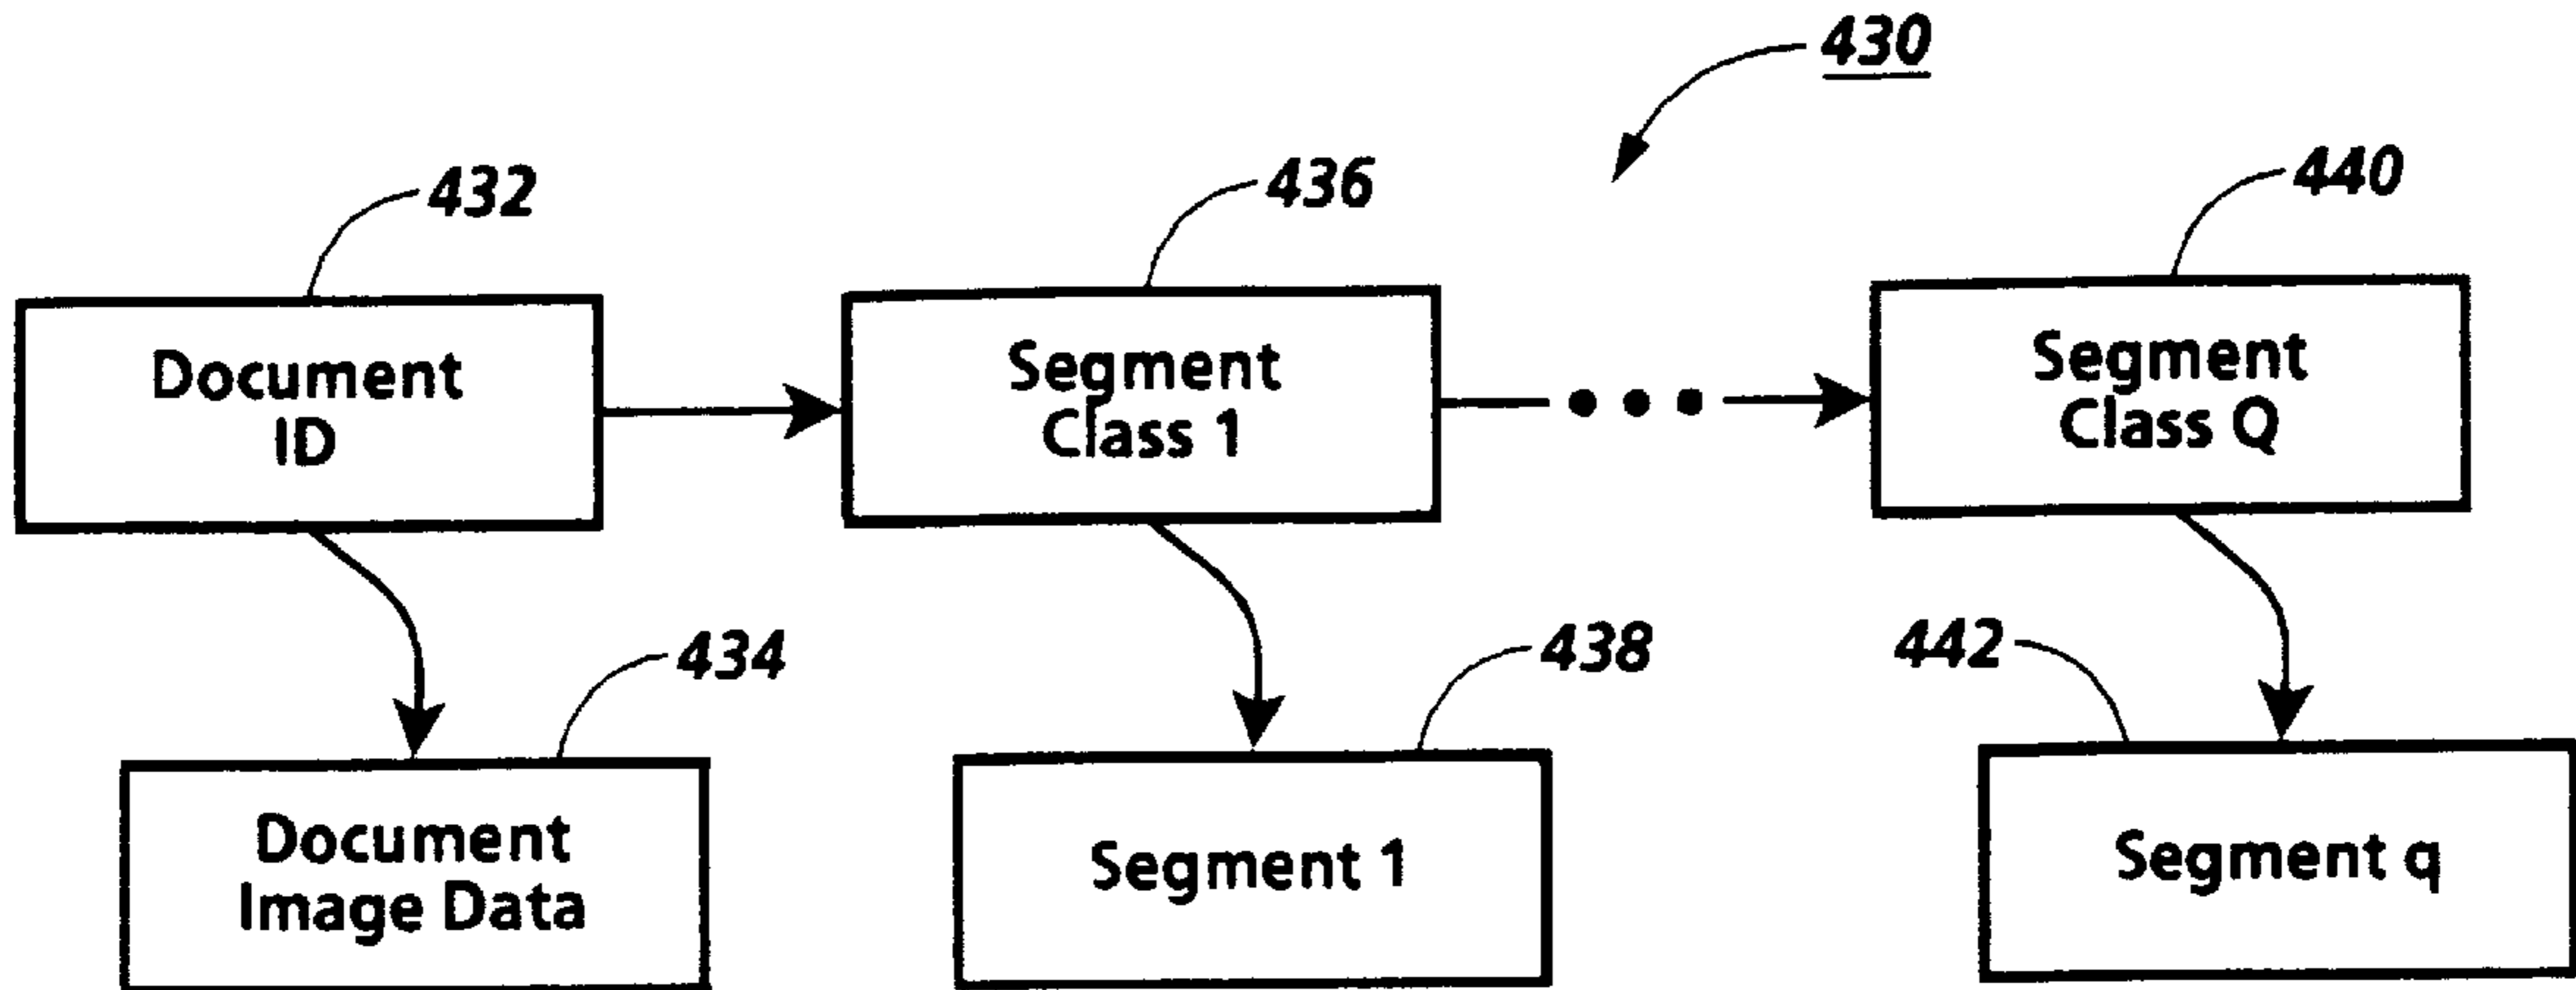 430
432
436
440
Document
ID
Segment
Class 1
Segment
Class Q
434
438
442
Document
Image Data
Segment 1
Segment q